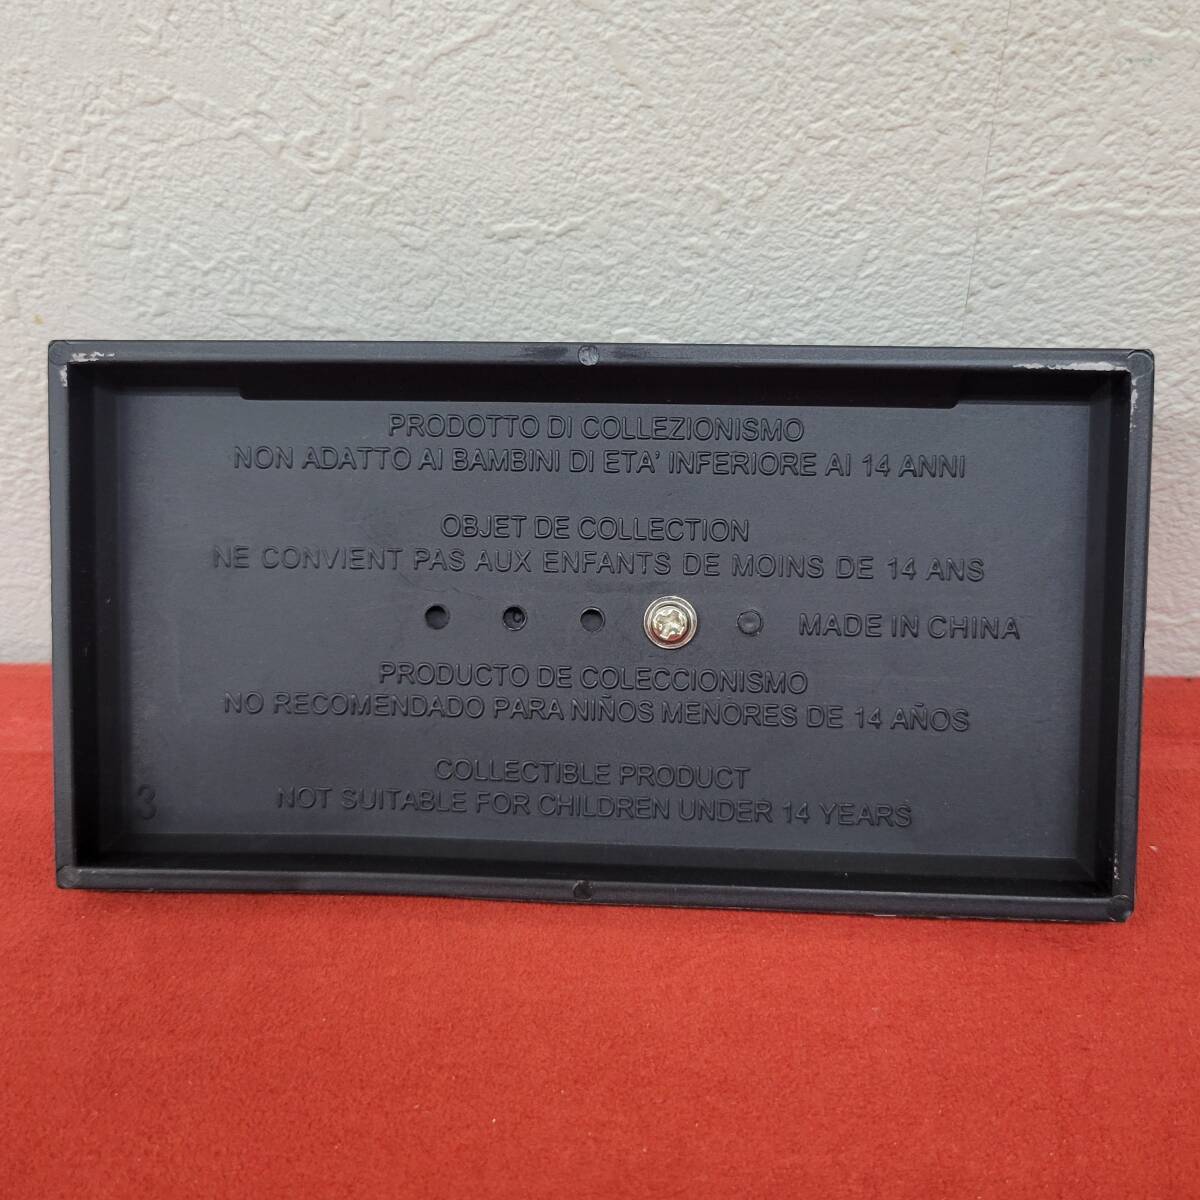 PRODOTTO DI COLLEZIONISMO
NON ADATTO AI BAMBINI DI ETA' INFERIORE AI 14 ANNI
OBJET DE COLLECTION
NE CONVIENT PAS AUX ENFANTS DE MOINS DE 14 ANS
MADE IN CHINA
PRODUCTO DE COLECCIONISMO
NO RECOMENDADO PARA NIÑOS MENORES DE 14 AÑOS
COLLECTIBLE PRODUCT
NOT SUITABLE FOR CHILDREN UNDER 14 YEARS
3